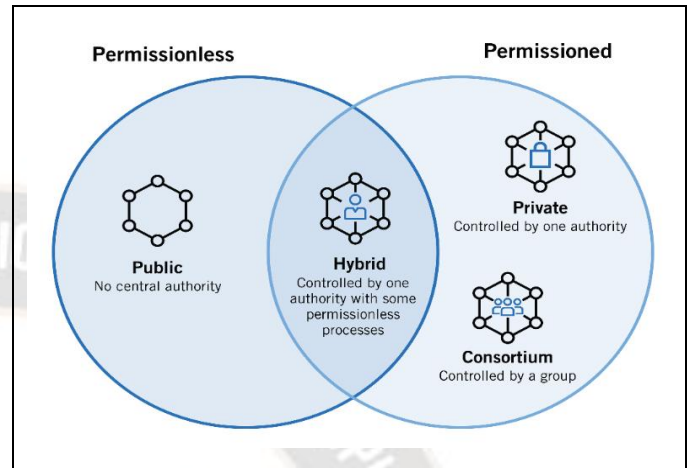 Permissionless
Permissioned
Public
No central authority
Hybrid
Controlled by one
authority with some
permissionless
processes
Private
Controlled by one authority
Consortium
Controlled by a group